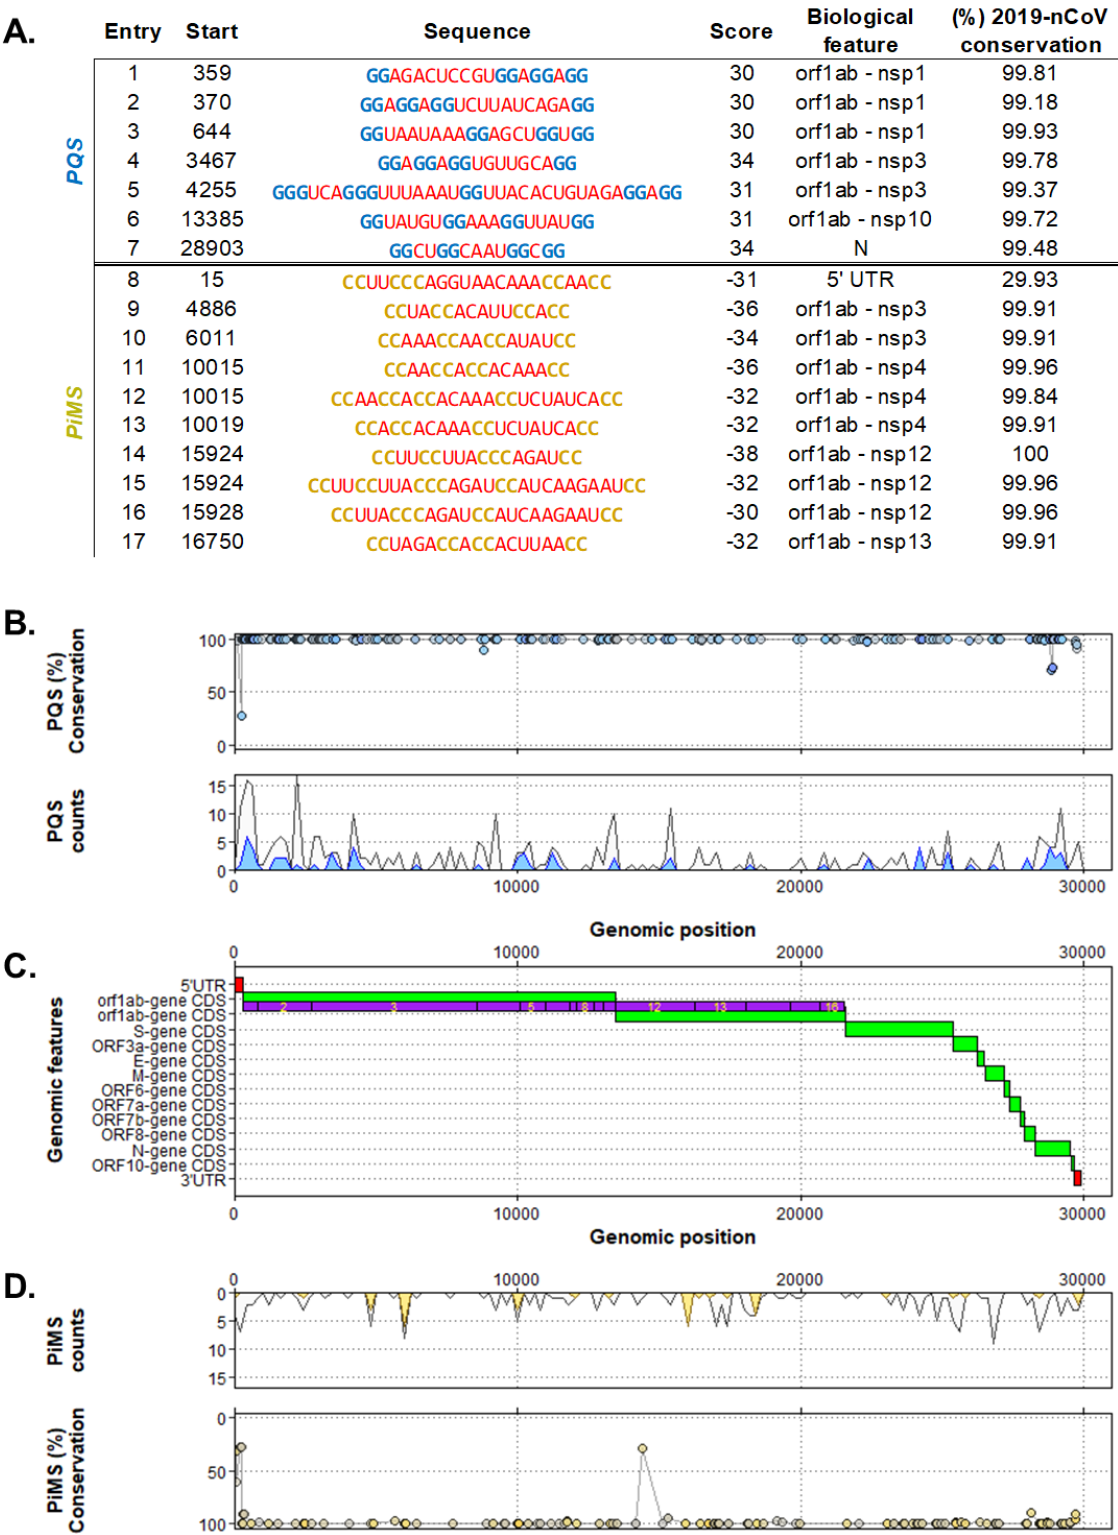 A.
Entry Start Sequence Score Biological feature (%) 2019-nCoV conservation
PQS
1 359 GGAGACUCCGUGGAGGAGG 30 orf1ab - nsp1 99.81
2 370 GGAGGAGGUCUUAUCAGAGG 30 orf1ab - nsp1 99.18
3 644 GGUAAUAAAGGAGCUGGUGG 30 orf1ab - nsp1 99.93
4 3467 GGAGGAGGUGUUGCAGG 34 orf1ab - nsp3 99.78
5 4255 GGGUCAGGGUUUAAAUGGUUACACUGUAGAGGAGG 31 orf1ab - nsp3 99.37
6 13385 GGUAUGUGGAAAGGUUAUGG 31 orf1ab - nsp10 99.72
7 28903 GGCUGGCAAUGGCGG 34 N 99.48
PiMS
8 15 CCUUCCCAGGUAACAAACCAACC -31 5' UTR 29.93
9 4886 CCUACCACAUUCCACC -36 orf1ab - nsp3 99.91
10 6011 CCAAACCAACCAUAUCC -34 orf1ab - nsp3 99.91
11 10015 CCAACCACCACAAACC -36 orf1ab - nsp4 99.96
12 10015 CCAACCACCACAAACCUCUAUCACC -32 orf1ab - nsp4 99.84
13 10019 CCACCACAAACCUCUAUCACC -32 orf1ab - nsp4 99.91
14 15924 CCUUCCUUACCCAGAUCC -38 orf1ab - nsp12 100
15 15924 CCUUCCUUACCCAGAUCCAUCAAGAAUCC -32 orf1ab - nsp12 99.96
16 15928 CCUUACCCAGAUCCAUCAAGAAUCC -30 orf1ab - nsp12 99.96
17 16750 CCUAGACCACCACUUAACC -32 orf1ab - nsp13 99.91
B.
PQS (%)
Conservation
100
50
0
PQS
counts
15
10
5
0
0 10000 20000 30000
Genomic position
C.
0 10000 20000 30000
Genomic features
5'UTR
orf1ab-gene CDS
2 3 5 8 12 13 16
orf1ab-gene CDS
S-gene CDS
ORF3a-gene CDS
E-gene CDS
M-gene CDS
ORF6-gene CDS
ORF7a-gene CDS
ORF7b-gene CDS
ORF8-gene CDS
N-gene CDS
ORF10-gene CDS
3'UTR
0 10000 20000 30000
Genomic position
D.
0 10000 20000 30000
PiMS
counts
0
5
10
15
PiMS (%)
Conservation
0
50
100